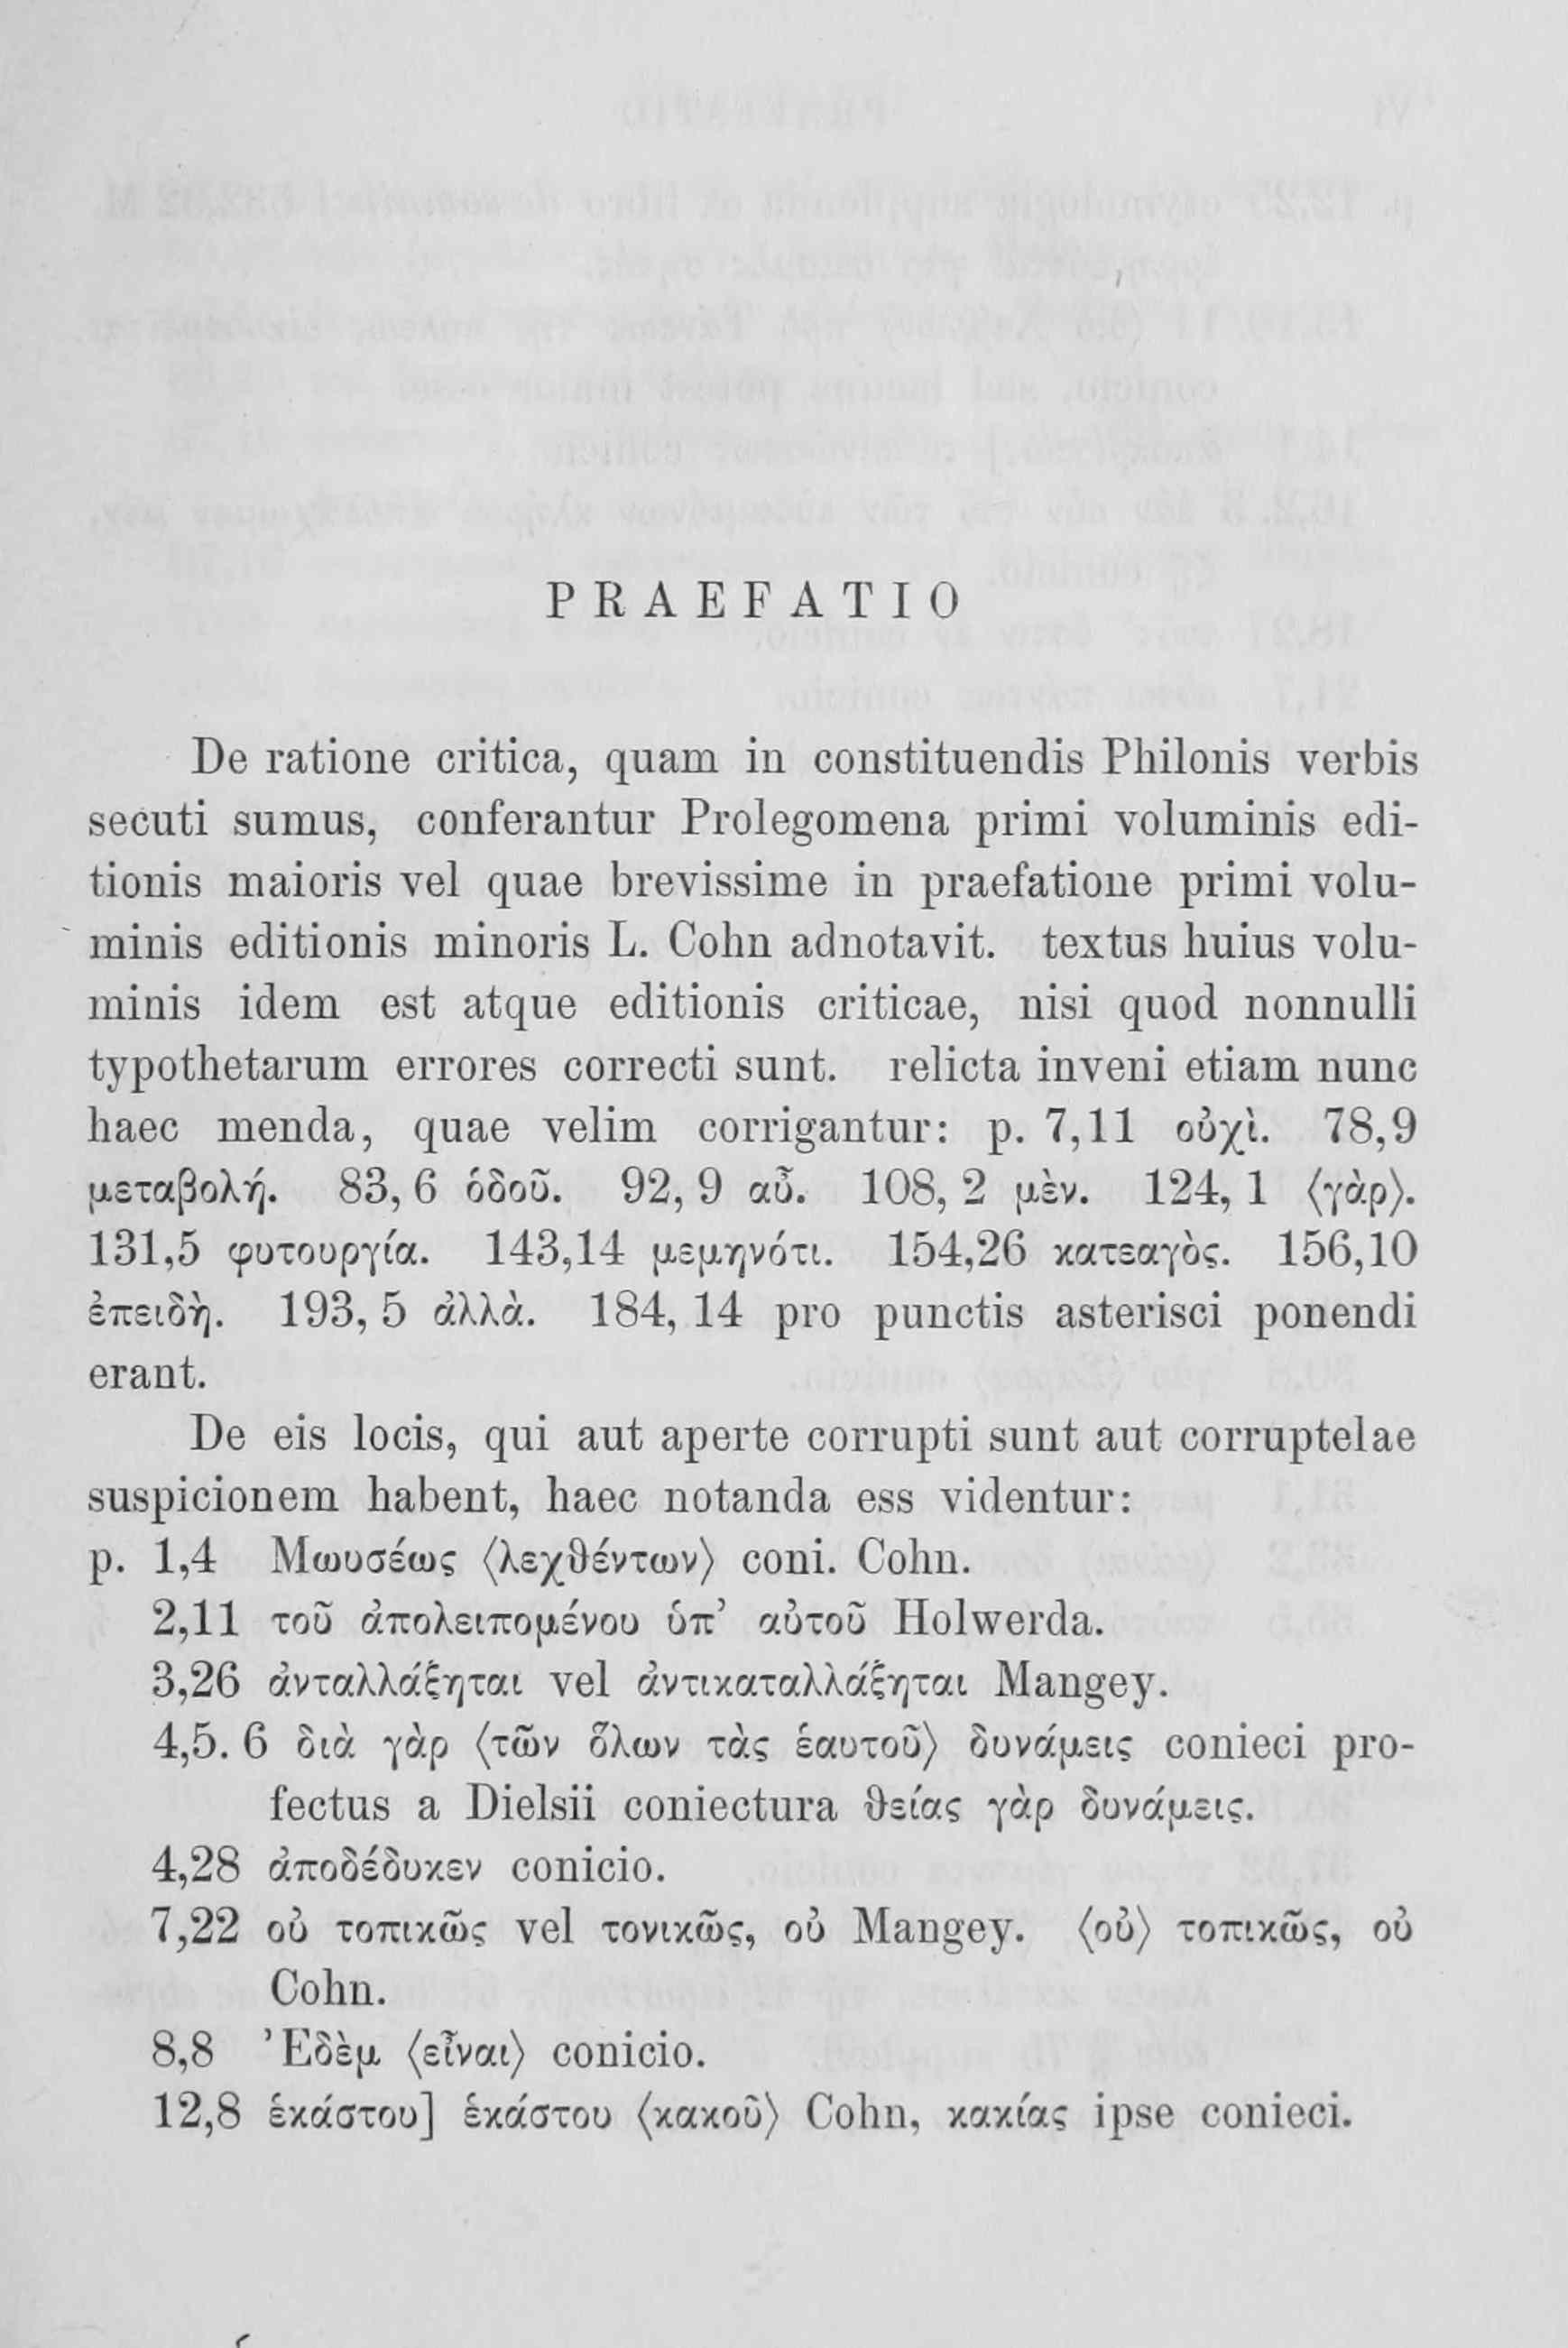 PRAEFATIO
De ratione critica, quam in constituendis Philonis verbis
secuti sumus, conferantur Prolegomena primi voluminis edi-
tionis maioris vel quae brevissime in praefatione primi volu-
minis editionis minoris L. Cohn adnotavit. textus huius volu-
minis idem est atque editionis criticae, nisi quod nonnulli
typothetarum errores correcti sunt. relicta inveni etiam nunc
haec menda, quae velim corrigantur: p. 7,11 οὐχὶ. 78,9
μεταβολή. 83, 6 ὁδοῦ. 92, 9 αὖ. 108, 2 μὲν. 124, 1 ⟨γὰρ⟩.
131,5 φυτουργία. 143,14 μεμηνότι. 154,26 κατεαγὸς. 156,10
ἐπειδὴ. 193, 5 ἀλλὰ. 184, 14 pro punctis asterisci ponendi
erant.
De eis locis, qui aut aperte corrupti sunt aut corruptelae
suspicionem habent, haec notanda ess videntur:
p. 1,4 Μωυσέως ⟨λεχθέντων⟩ coni. Cohn.
2,11 τοῦ ἀπολειπομένου ὑπ’ αὐτοῦ Holwerda.
3,26 ἀνταλλάξηται vel ἀντικαταλλάξηται Mangey.
4,5. 6 διὰ γὰρ ⟨τῶν ὅλων τὰς ἑαυτοῦ⟩ δυνάμεις conieci pro-
fectus a Dielsii coniectura θείας γὰρ δυνάμεις.
4,28 ἀποδέδυκεν conicio.
7,22 οὐ τοπικῶς vel τονικῶς, οὐ Mangey. ⟨οὐ⟩ τοπικῶς, οὐ
Cohn.
8,8 ’Εδὲμ ⟨εἶναι⟩ conicio.
12,8 ἑκάστου] ἑκάστου ⟨κακοῦ⟩ Cohn, κακίας ipse conieci.